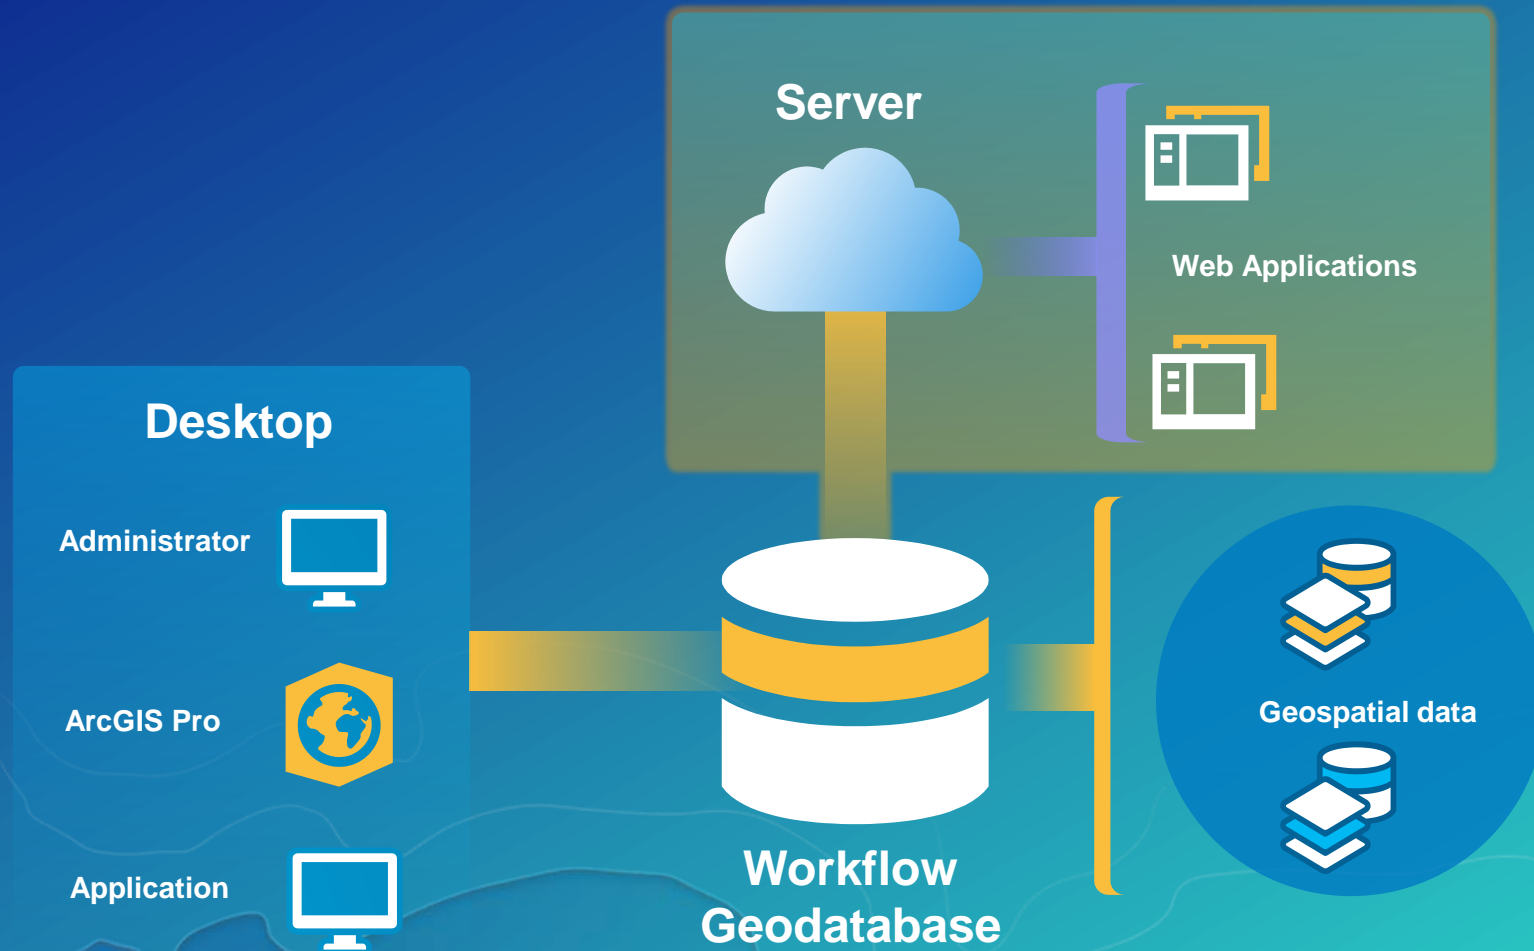 Server
Web Applications
Desktop
Administrator
ArcGIS Pro
Geospatial data
Application
Workflow
Geodatabase